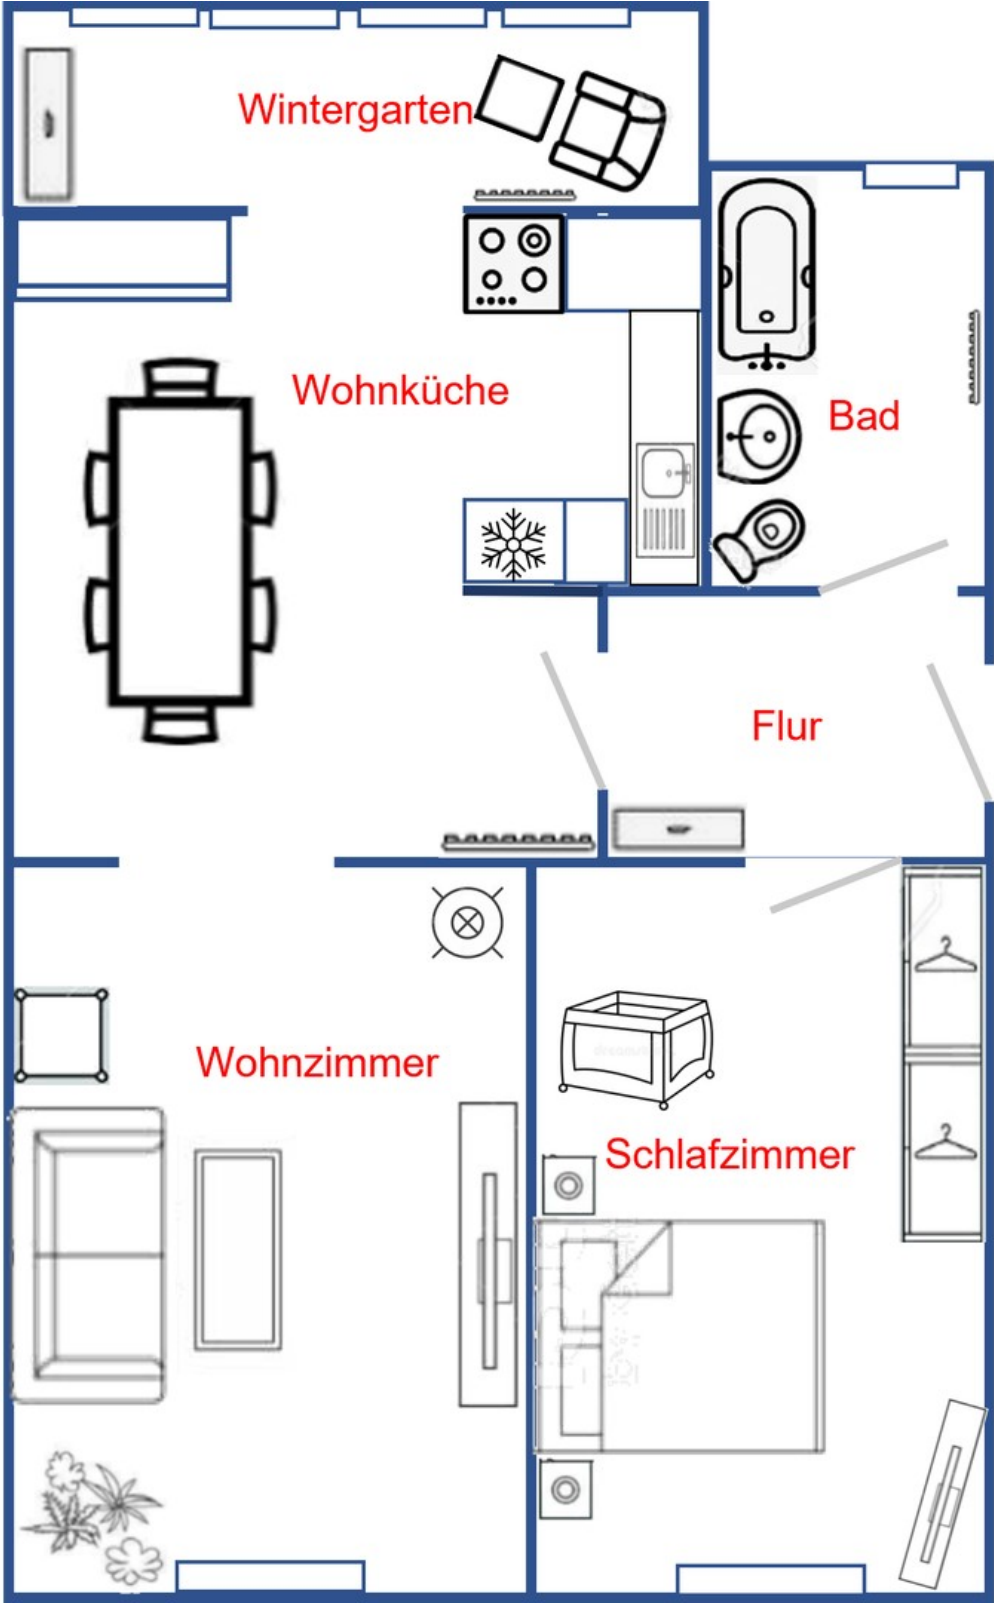 Wintergarten
Wohnküche
Bad
Flur
Wohnzimmer
Schlafzimmer